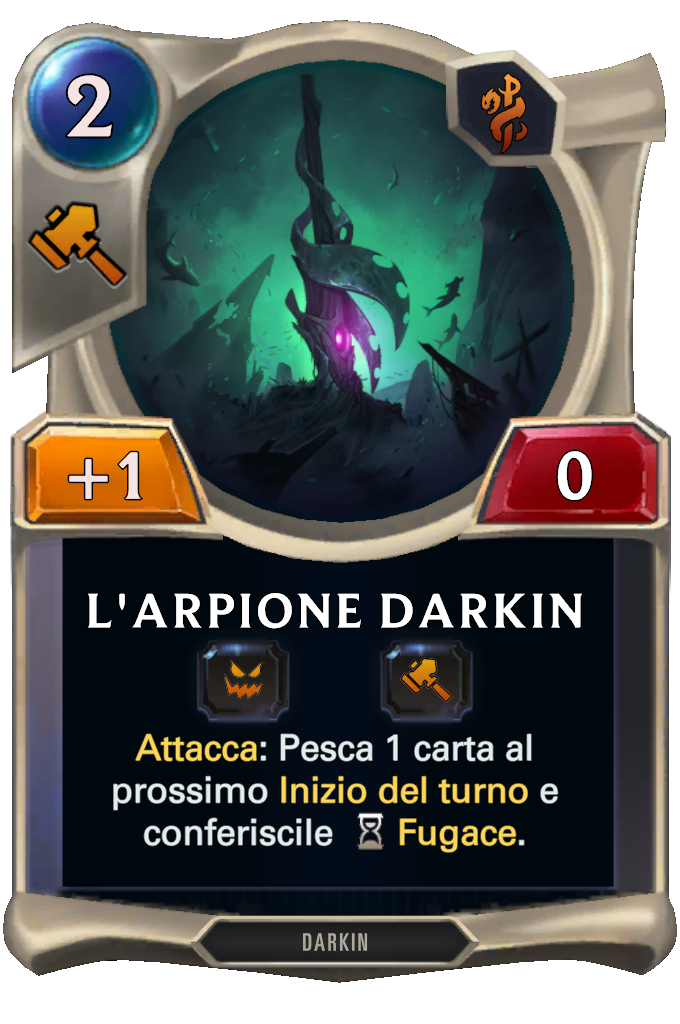 2
+1
0
L'ARPIONE DARKIN
Attacca: Pesca 1 carta al
prossimo Inizio del turno e
conferiscile Fugace.
DARKIN